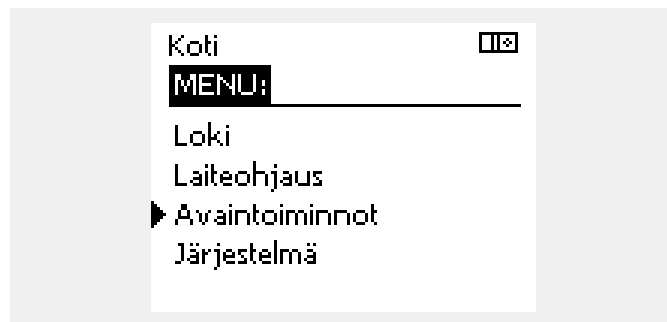 Koti
MENU:
Loki
Laiteohjaus
Avaintoiminnot
Järjestelmä